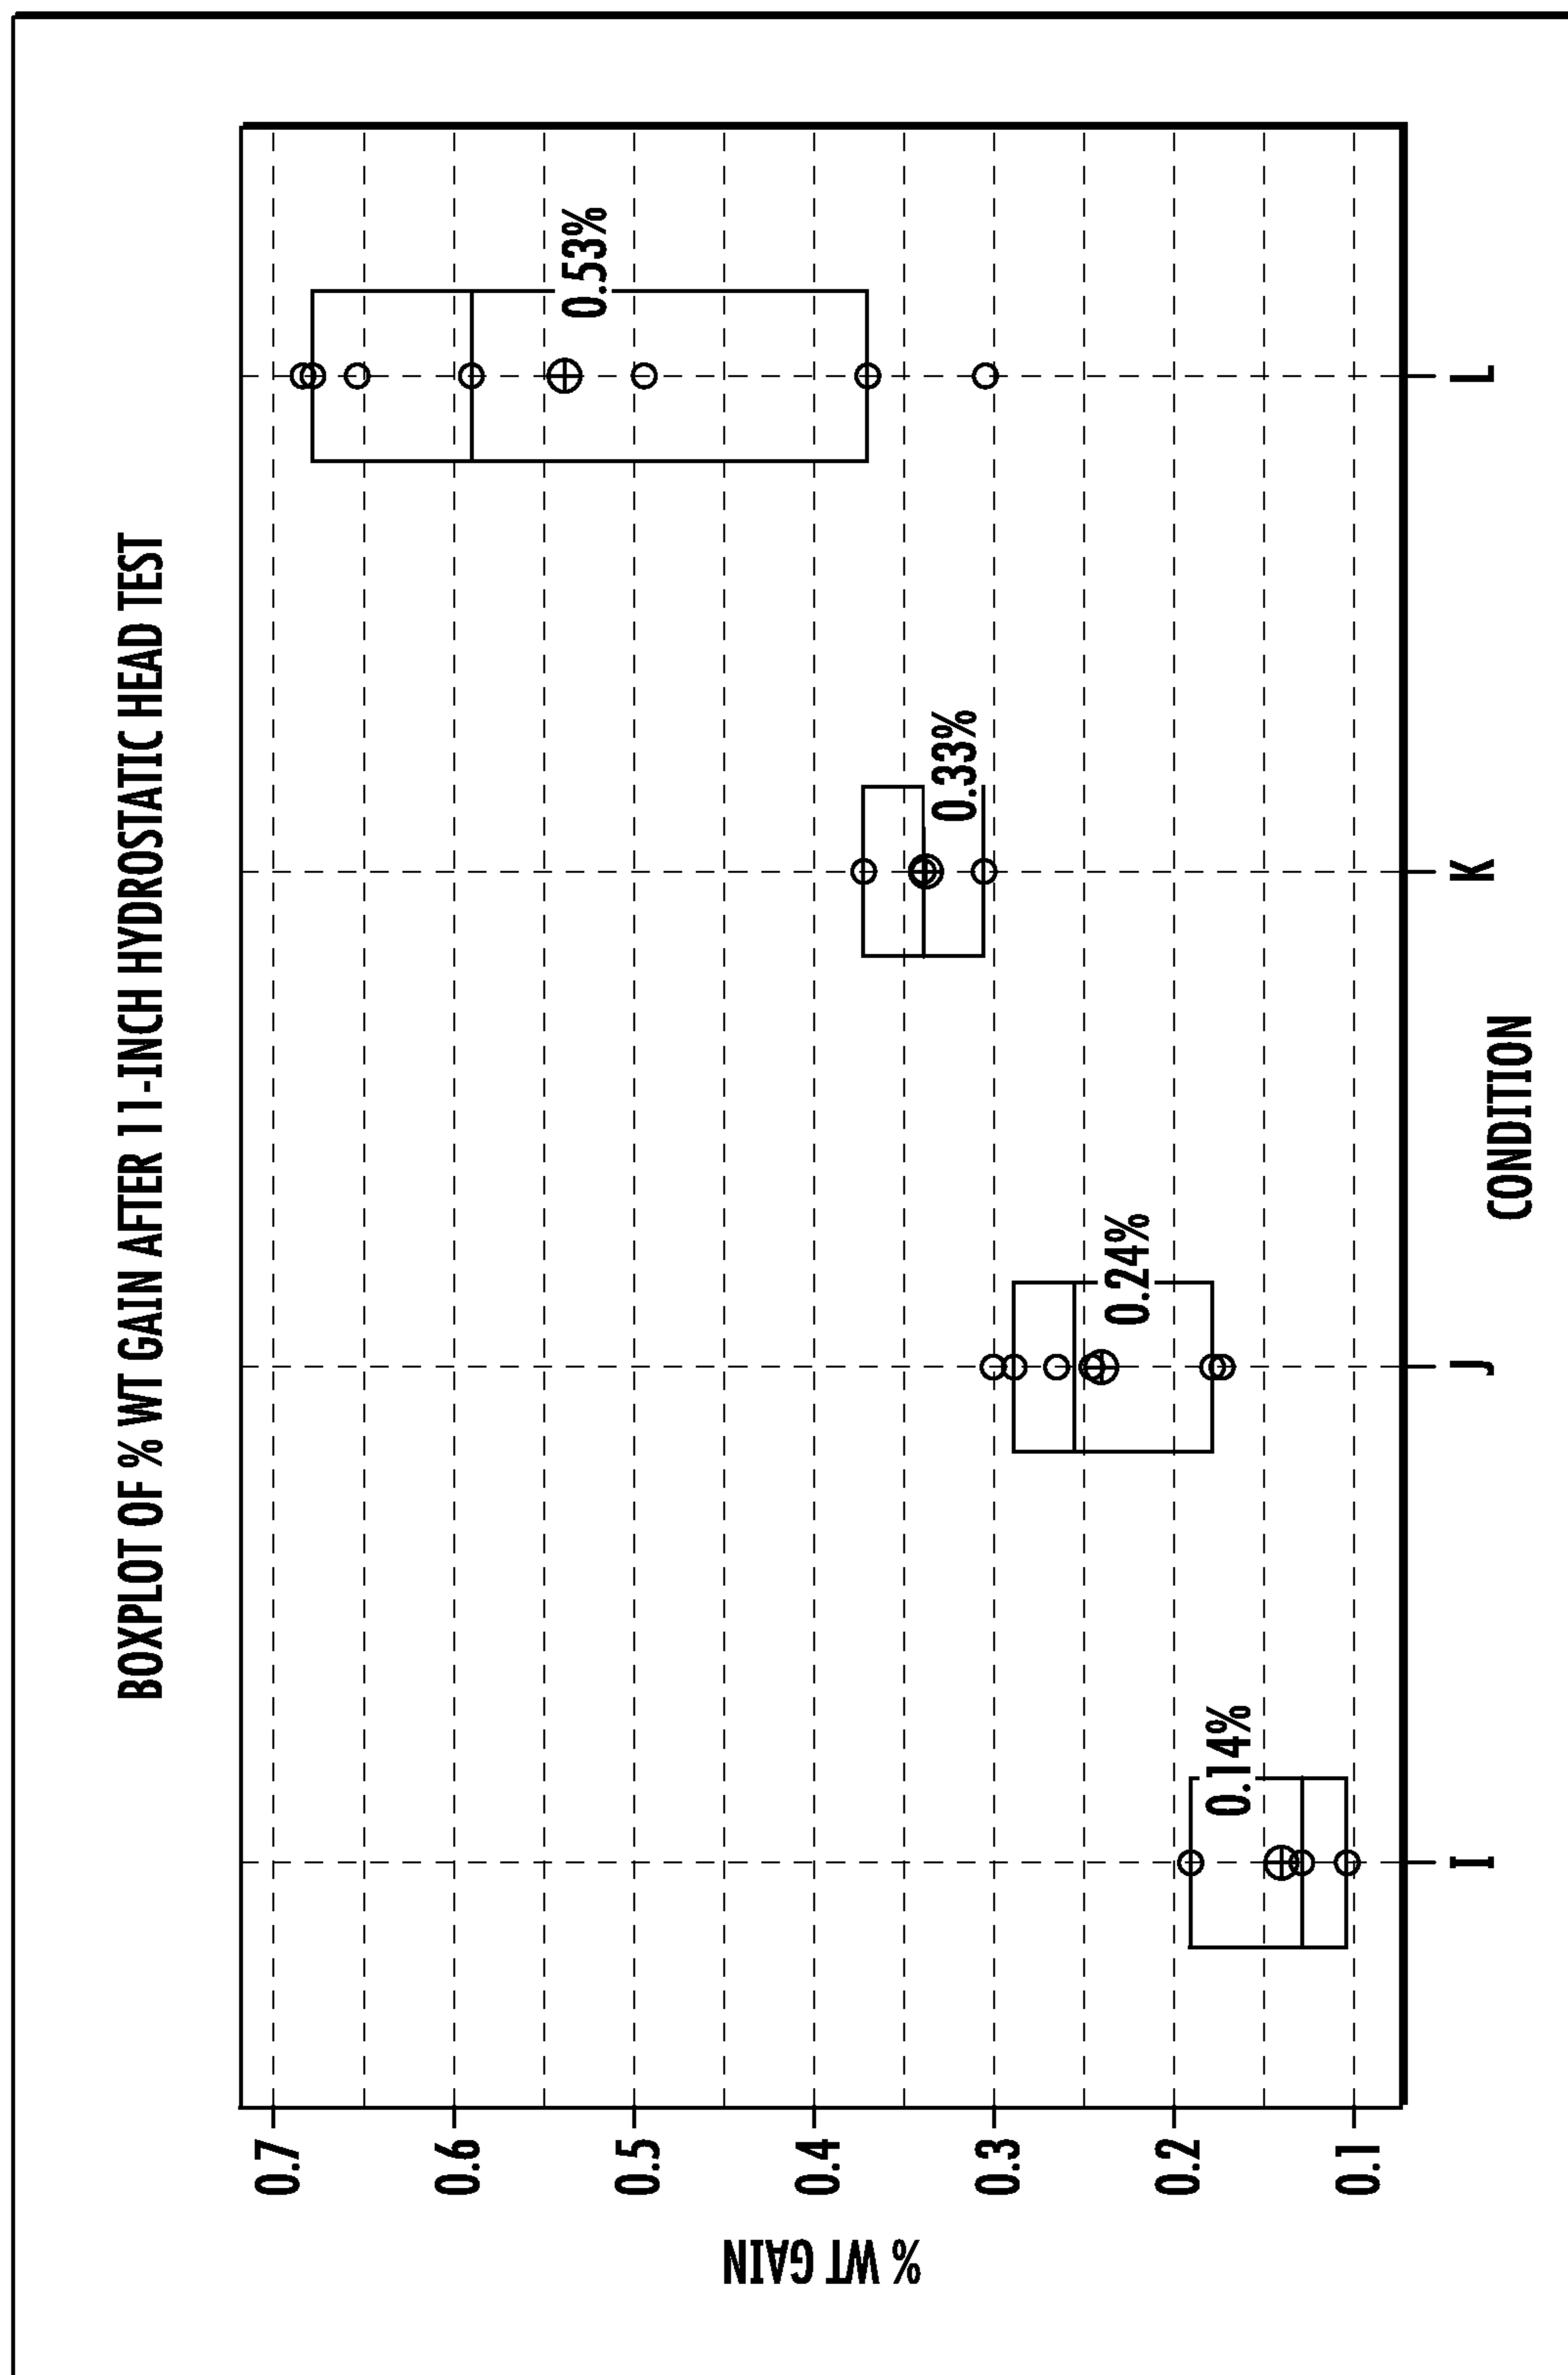 BOXPLOT OF % WT GAIN AFTER 11-INCH HYDROSTATIC HEAD TEST
% WT GAIN
0.7
0.6
0.5
0.4
0.3
0.2
0.1
0.14%
0.24%
0.33%
0.53%
I
J
K
L
CONDITION